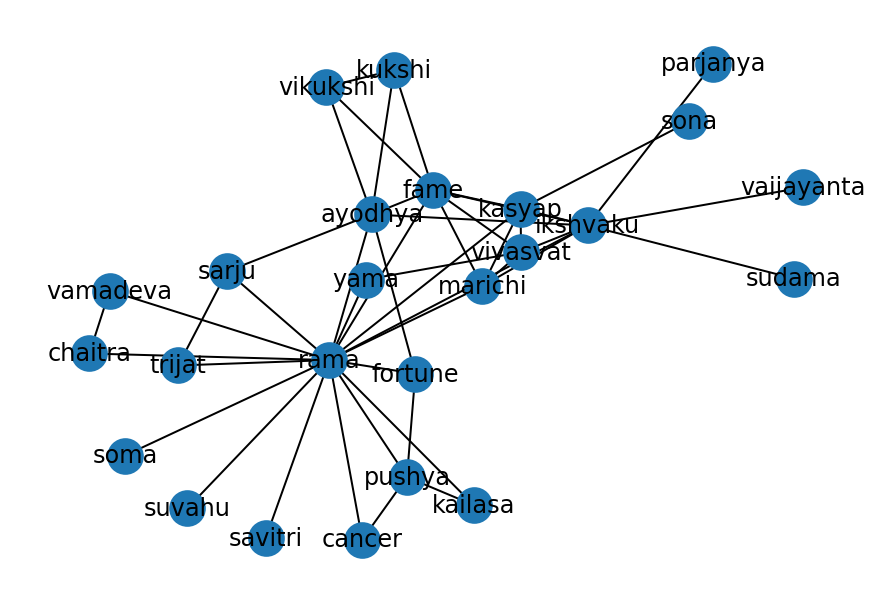 parjanya
kukshi
vikukshi
sona
vaijayanta
fame
kasyap
ayodhya
ikshvaku
vivasvat
sarju
yama
sudama
marichi
vamadeva
chaitra
rama
trijat
fortune
soma
pushya
kailasa
suvahu
savitri
cancer